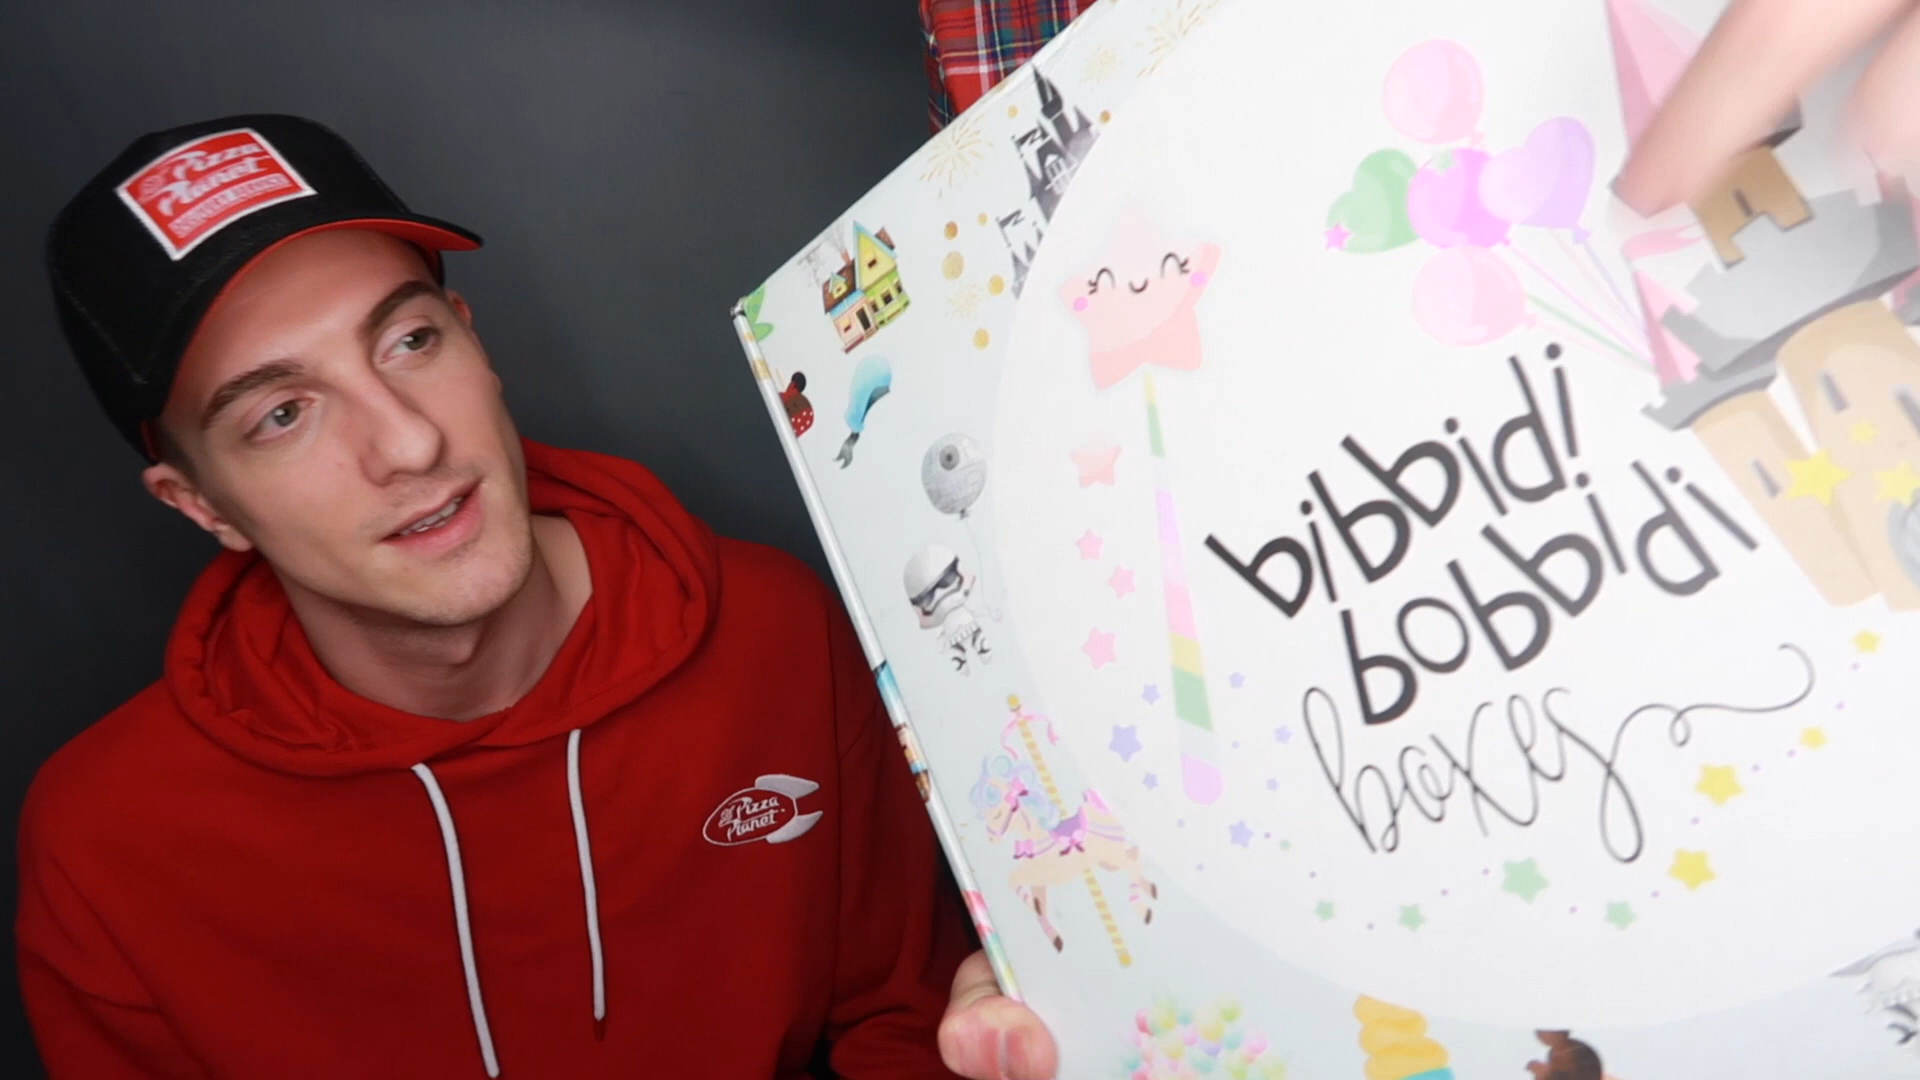 Pizza
Planet
Pizza
Planet
bibbidi
bobbidi
boxes